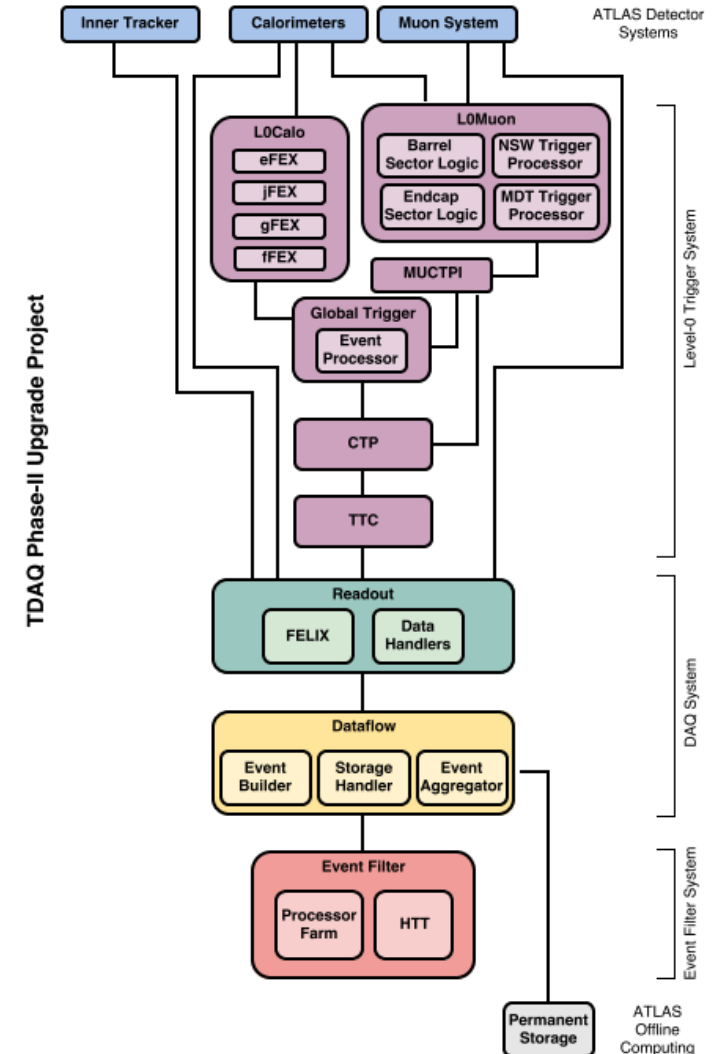 Inner Tracker
Calorimeters
Muon System
ATLAS Detector
Systems
L0Calo
eFEX
jFEX
gFEX
fFEX
L0Muon
Barrel
Sector Logic
NSW Trigger
Processor
Endcap
Sector Logic
MDT Trigger
Processor
MUCTPI
Global Trigger
Event
Processor
CTP
TTC
Level-0 Trigger System
TDAQ Phase-II Upgrade Project
Readout
FELIX
Data
Handlers
Dataflow
Event
Builder
Storage
Handler
Event
Aggregator
DAQ System
Event Filter
Processor
Farm
HTT
Event Filter System
Permanent
Storage
ATLAS
Offline
Computing